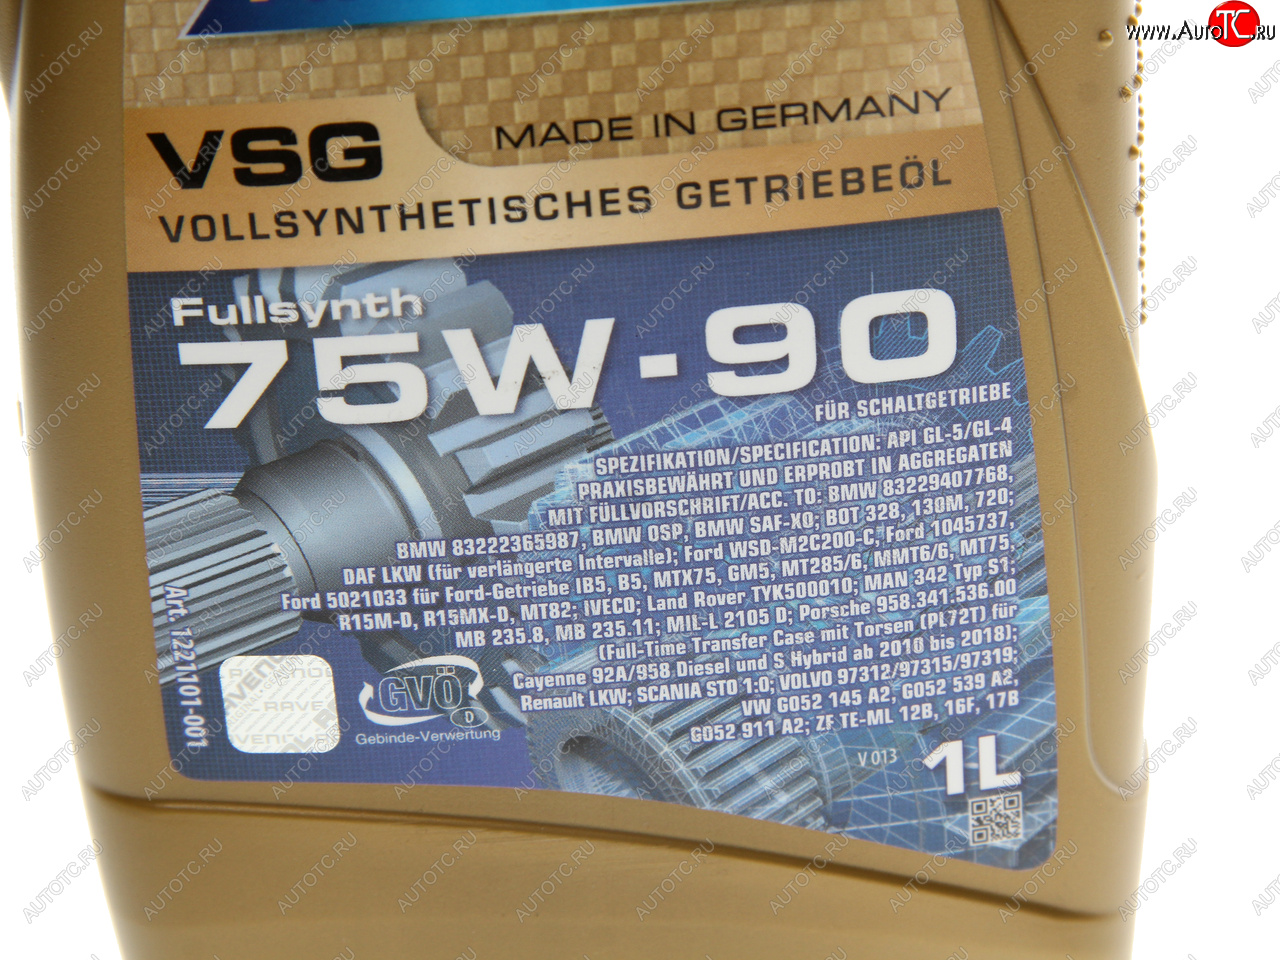 www.AutoTC.ru
VSG
MADE IN GERMANY
VOLLSYNTHETISCHES GETRIEBEÖL
Fullsynth
75W-90
FÜR SCHALTGETRIEBE
SPEZIFIKATION/SPECIFICATION: API GL-5/GL-4
PRAXISBEWÄHRT UND ERPROBT IN AGGREGATEN
MIT FÜLLVORSCHRIFT/ACC. TO: BMW 83229407768,
BMW 83222365987, BMW OSP, BMW SAF-XO; BOT 328, 130M, 720;
DAF LKW (für verlängerte Intervalle); Ford WSD-M2C200-C, Ford 1045737,
Ford 5021033 für Ford-Getriebe IB5, B5, MTX75, GM5, MT285/6, MMT6/6, MT75,
R15M-D, R15MX-D, MT82; IVECO; Land Rover TYK500010; MAN 342 Typ S1;
MB 235.8, MB 235.11; MIL-L 2105 D; Porsche 958.341.536.00
(Full-Time Transfer Case mit Torsen (PL72T) für
Cayenne 92A/958 Diesel und S Hybrid ab 2010 bis 2018);
Renault LKW; SCANIA STO 1:0; VOLVO 97312/97315/97319,
VW G052 145 A2, G052 539 A2,
G052 911 A2; ZF TE-ML 12B, 16F, 17B
Art. 1221101-001
GVÖ
D
Gebinde-Verwertung
V 013
1L
AUTOTC.RU